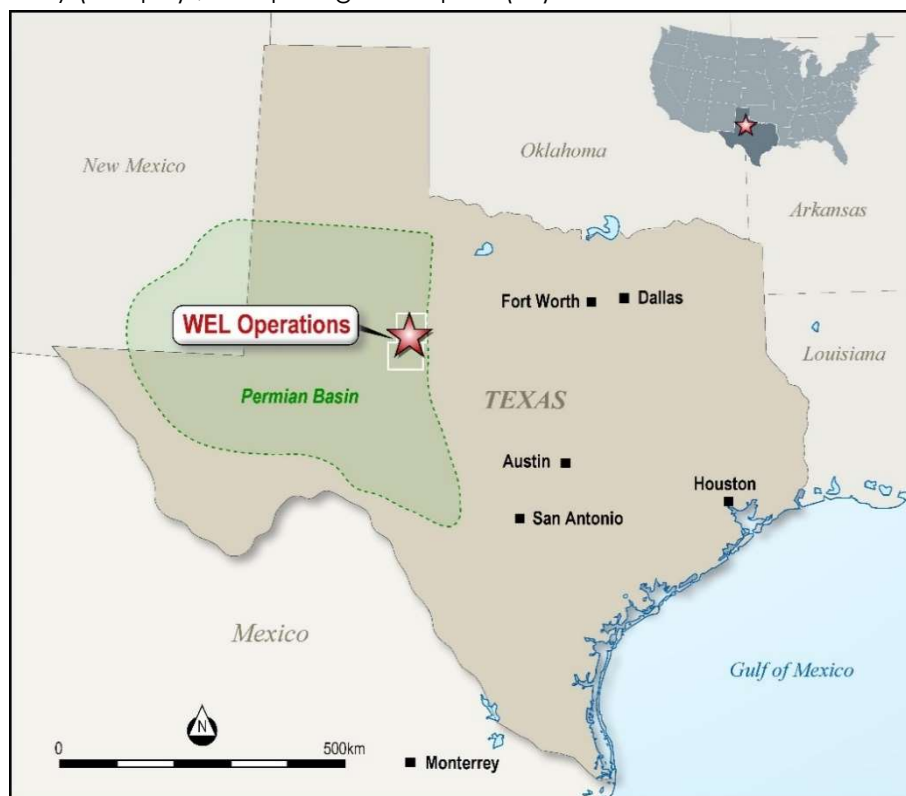 New Mexico
Oklahoma
Arkansas
Fort Worth
Dallas
WEL Operations
Louisiana
Permian Basin
TEXAS
Austin
Houston
San Antonio
Mexico
Gulf of Mexico
N
0
500km
Monterrey